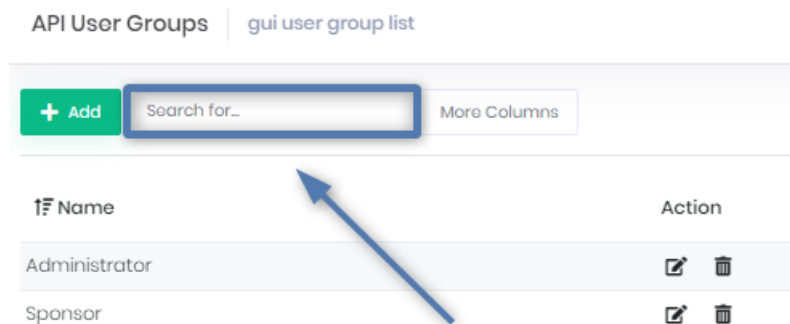 API User Groups gui user group list
+ Add Search for... More Columns
Name Action
Administrator
Sponsor